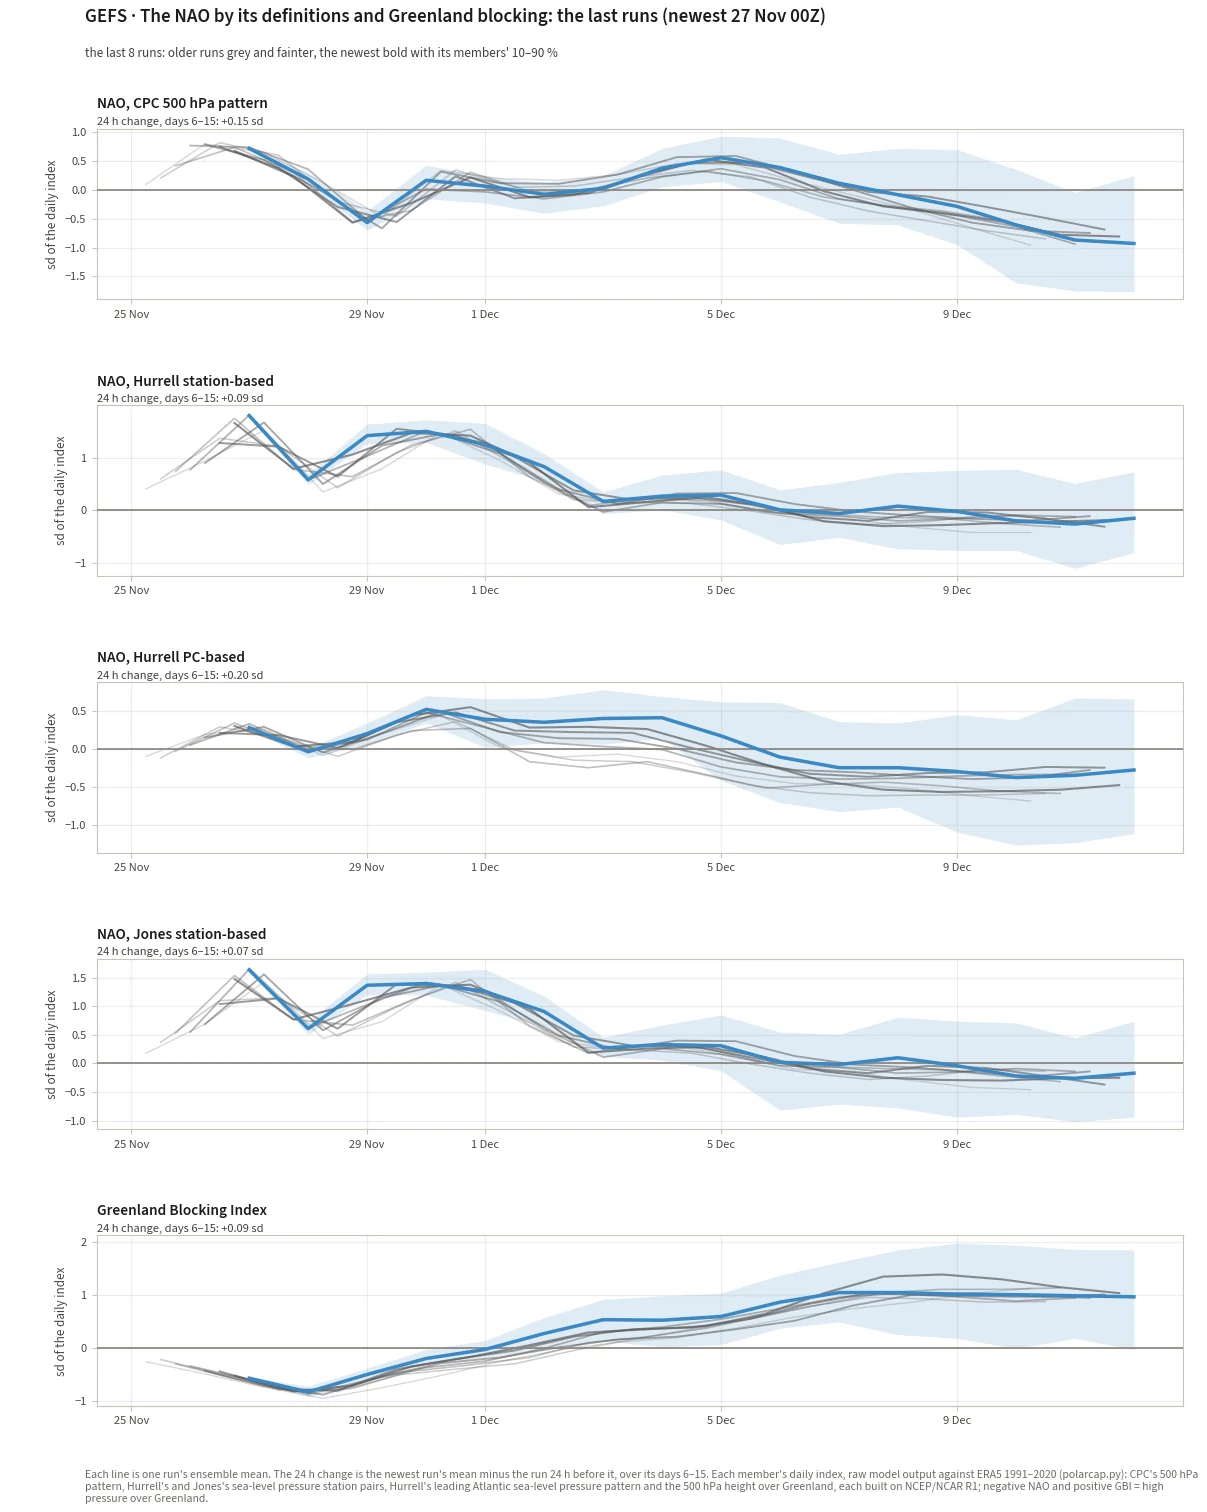 GEFS · The NAO by its definitions and Greenland blocking: the last runs (newest 27 Nov 00Z)
the last 8 runs: older runs grey and fainter, the newest bold with its members' 10–90 %
NAO, CPC 500 hPa pattern
24 h change, days 6–15: +0.15 sd
sd of the daily index
1.0
0.5
0.0
−0.5
−1.0
−1.5
25 Nov
29 Nov
1 Dec
5 Dec
9 Dec
NAO, Hurrell station-based
24 h change, days 6–15: +0.09 sd
sd of the daily index
1
0
−1
25 Nov
29 Nov
1 Dec
5 Dec
9 Dec
NAO, Hurrell PC-based
24 h change, days 6–15: +0.20 sd
sd of the daily index
0.5
0.0
−0.5
−1.0
25 Nov
29 Nov
1 Dec
5 Dec
9 Dec
NAO, Jones station-based
24 h change, days 6–15: +0.07 sd
sd of the daily index
1.5
1.0
0.5
0.0
−0.5
−1.0
25 Nov
29 Nov
1 Dec
5 Dec
9 Dec
Greenland Blocking Index
24 h change, days 6–15: +0.09 sd
sd of the daily index
2
1
0
−1
25 Nov
29 Nov
1 Dec
5 Dec
9 Dec
Each line is one run's ensemble mean. The 24 h change is the newest run's mean minus the run 24 h before it, over its days 6–15. Each member's daily index, raw model output against ERA5 1991–2020 (polarcap.py): CPC's 500 hPa
pattern, Hurrell's and Jones's sea-level pressure station pairs, Hurrell's leading Atlantic sea-level pressure pattern and the 500 hPa height over Greenland, each built on NCEP/NCAR R1; negative NAO and positive GBI = high
pressure over Greenland.